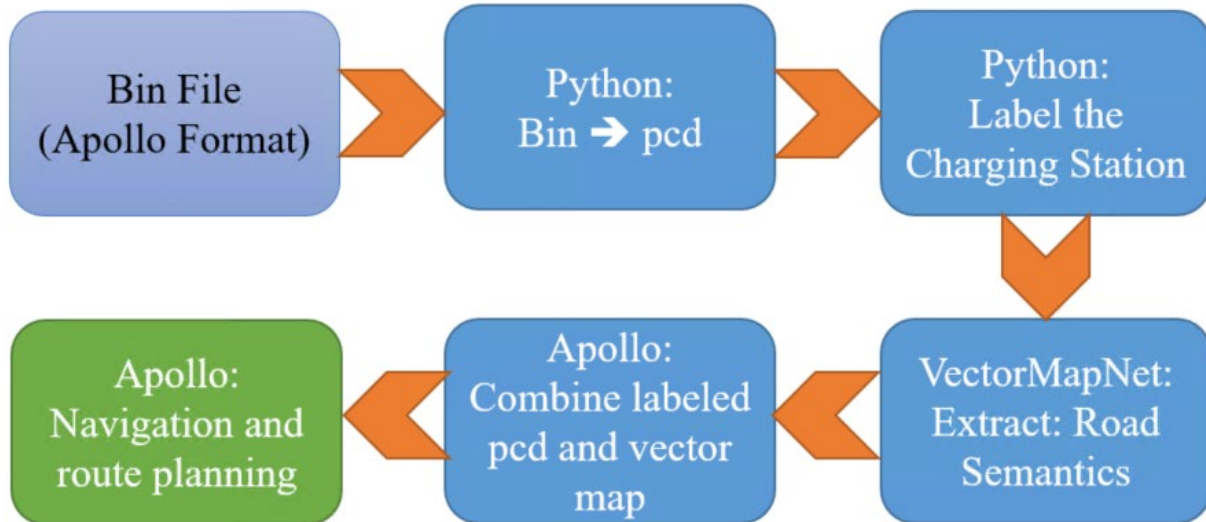 Bin File
(Apollo Format)
Python:
Bin ➔ pcd
Python:
Label the
Charging Station
VectorMapNet:
Extract: Road
Semantics
Apollo:
Combine labeled
pcd and vector
map
Apollo:
Navigation and
route planning